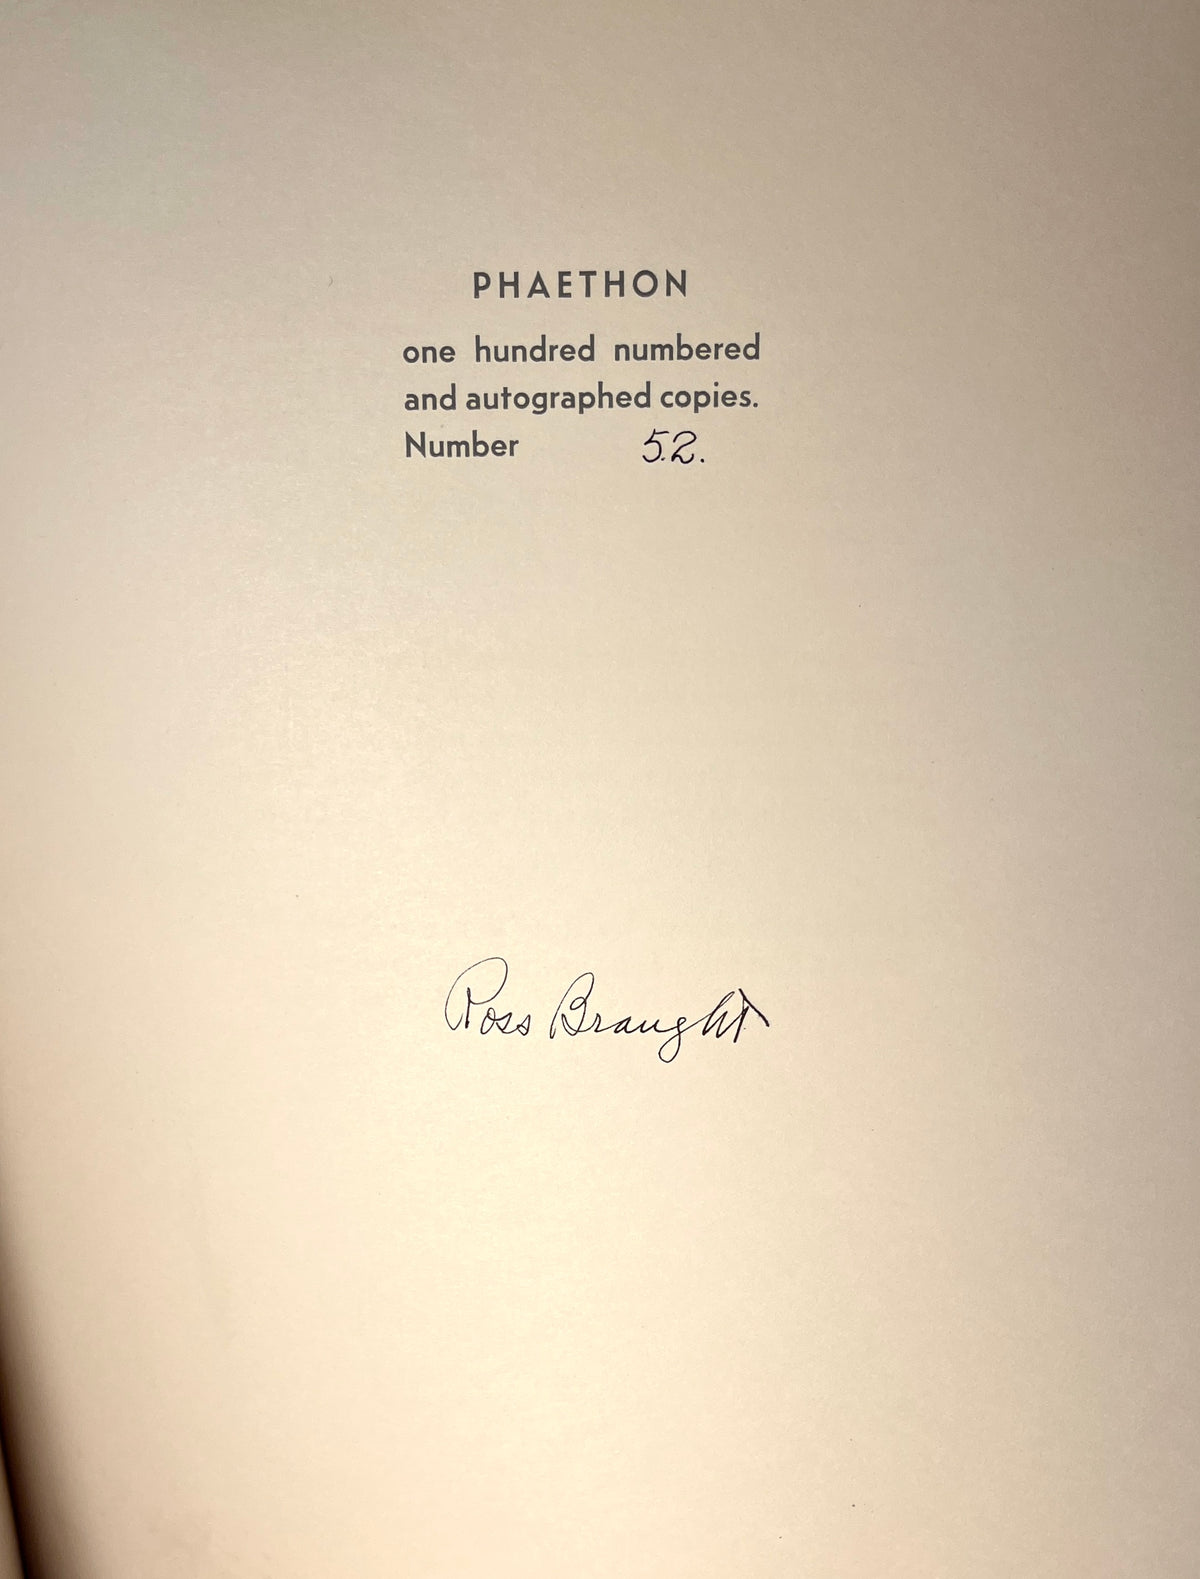 PHAETHON
one hundred numbered
and autographed copies.
Number 52.
Ross Braught